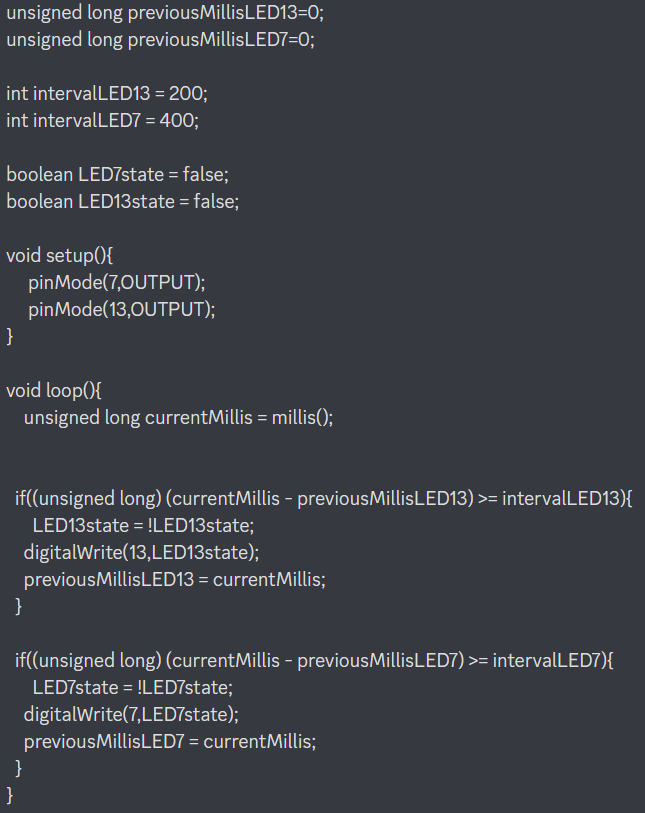 unsigned long previousMillisLED13=0;
unsigned long previousMillisLED7=0;

int intervalLED13 = 200;
int intervalLED7 = 400;

boolean LED7state = false;
boolean LED13state = false;

void setup(){
    pinMode(7,OUTPUT);
    pinMode(13,OUTPUT);
}

void loop(){
   unsigned long currentMillis = millis();


  if((unsigned long) (currentMillis - previousMillisLED13) >= intervalLED13){
     LED13state = !LED13state;
   digitalWrite(13,LED13state);
   previousMillisLED13 = currentMillis;
  }

  if((unsigned long) (currentMillis - previousMillisLED7) >= intervalLED7){
     LED7state = !LED7state;
   digitalWrite(7,LED7state);
   previousMillisLED7 = currentMillis;
  }
}